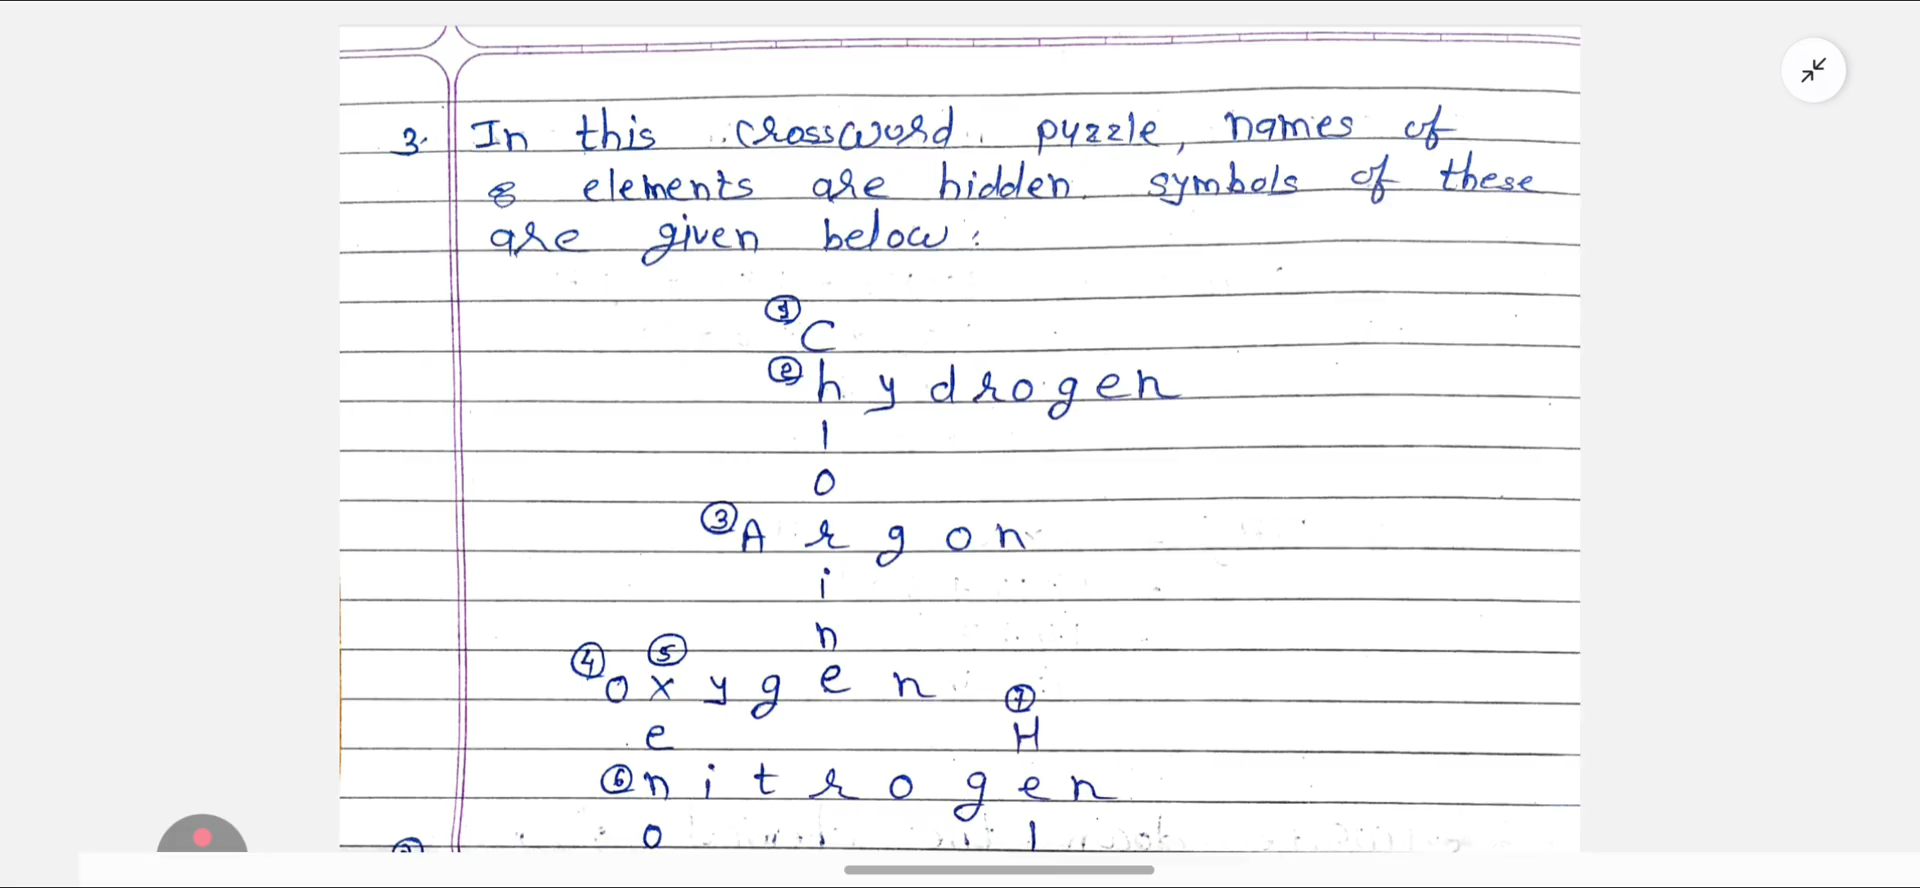 3. In this crossword puzzle, names of
8 elements are hidden. symbols of these
are given below:
①
C
② h y d r o g e n
l
o
③ A r g o n
i
n
④ ⑤
o x y g e n
⑦
e H
⑥ n i t r o g e n
o l